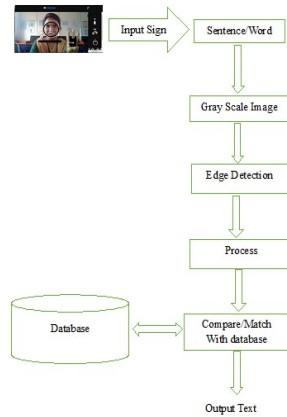 Input Sign
Sentence/Word
Gray Scale Image
Edge Detection
Process
Database
Compare/Match
With database
Output Text